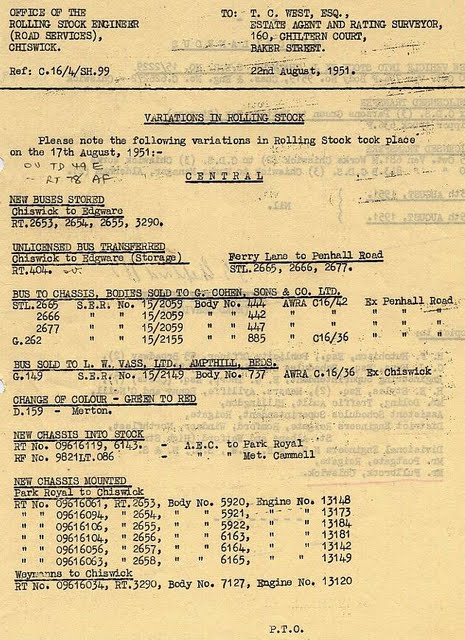 OFFICE OF THE
ROLLING STOCK ENGINEER
(ROAD SERVICES),
CHISWICK.
TO: T. C. WEST, ESQ.,
ESTATE AGENT AND RATING SURVEYOR,
160, CHILTERN COURT,
BAKER STREET.
Ref: C.16/4/SH.99
22nd August, 1951.
VARIATIONS IN ROLLING STOCK
Please note the following variations in Rolling Stock took place
on the 17th August, 1951:-
OV TD 49 E
- RT 78 AF
CENTRAL
NEW BUSES STORED
Chiswick to Edgware
RT.2653, 2654, 2655, 3290.
UNLICENSED BUS TRANSFERRED
Chiswick to Edgware (Storage)
Ferry Lane to Penhall Road
RT.404.
STL.2665, 2666, 2677.
BUS TO CHASSIS, BODIES SOLD TO G. COHEN, SONS & CO. LTD.
STL.2665 S.E.R. No. 15/2059 Body No. 444 AWRA C16/42 Ex Penhall Road
2666 " " 15/2059 " " 442 " " " " "
2677 " " 15/2059 " " 447 " " " " "
G.262 " " 15/2155 " " 885 " C16/36 " " "
BUS SOLD TO L. W. VASS, LTD., AMPTHILL, BEDS.
G.149 S.E.R. No. 15/2149 Body No. 737 AWRA C.16/36 Ex Chiswick
CHANGE OF COLOUR - GREEN TO RED
D.159 - Merton.
NEW CHASSIS INTO STOCK
RT No. 09616119, 6143. - A.E.C. to Park Royal
RF No. 9821LT.086 " " Met. Cammell
NEW CHASSIS MOUNTED
Park Royal to Chiswick
RT No. 09616061, RT.2653, Body No. 5920, Engine No. 13148
" " 09616094, " 2654, " " 5921, " " 13173
" " 09616106, " 2655, " " 5922, " " 13184
" " 09616104, " 2656, " " 6163, " " 13181
" " 09616056, " 2657, " " 6164, " " 13142
" " 09616063, " 2658, " " 6165, " " 13149
Weymanns to Chiswick
RT No. 09616034, RT.3290, Body No. 7127, Engine No. 13120
P.T.O.